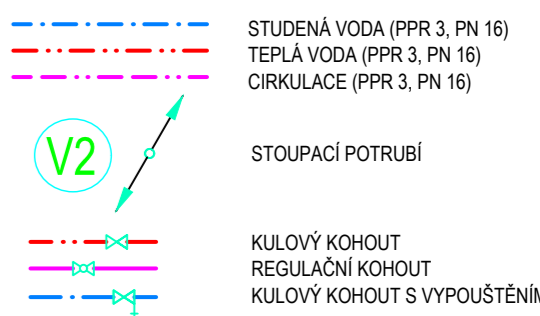 STUDENÁ VODA (PPR 3, PN 16)
TEPLÁ VODA (PPR 3, PN 16)
CIRKULACE (PPR 3, PN 16)
V2
STOUPACÍ POTRUBÍ
KULOVÝ KOHOUT
REGULAČNÍ KOHOUT
KULOVÝ KOHOUT S VYPOUŠTĚNÍM